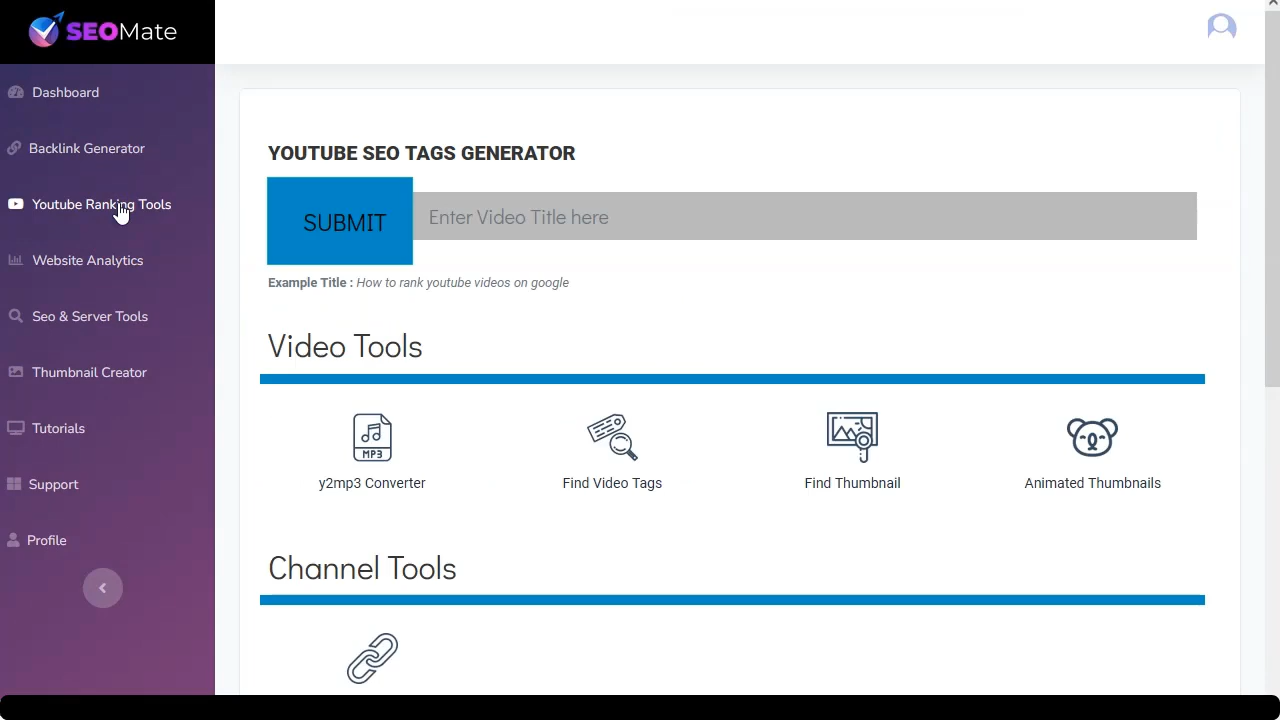 SEOMate
Dashboard
Backlink Generator
Youtube Ranking Tools
Website Analytics
Seo & Server Tools
Thumbnail Creator
Tutorials
Support
Profile
YOUTUBE SEO TAGS GENERATOR
SUBMIT
Enter Video Title here
Example Title : How to rank youtube videos on google
Video Tools
MP3
y2mp3 Converter
Find Video Tags
Find Thumbnail
Animated Thumbnails
Channel Tools